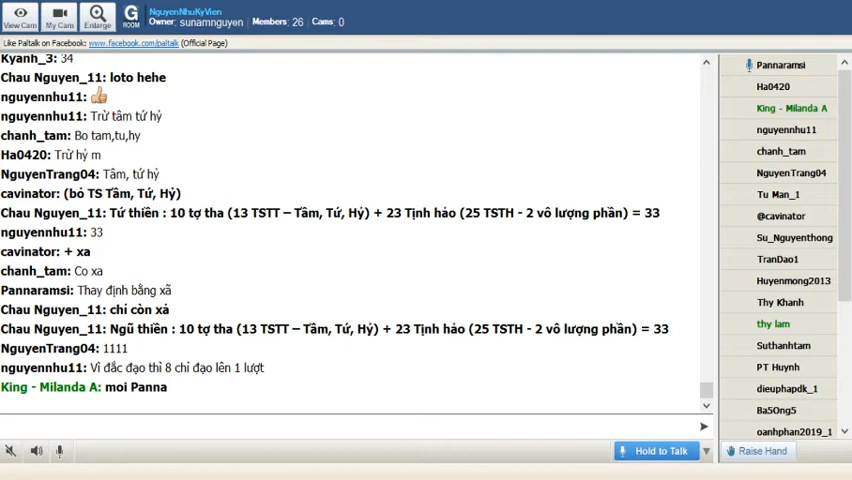 NguyenNhuKyVien
Owner: sunamnguyen Members: 26 Cams: 0
View Cam
My Cam
Enlarge
G
ROOM
Like Paltalk on Facebook: www.facebook.com/paltalk (Official Page)
Kyanh_3: 34
Chau Nguyen_11: loto hehe
nguyennhu11:
nguyennhu11: Trừ tâm tứ hỷ
chanh_tam: Bo tam,tu,hy
Ha0420: Trừ hỷ m
NguyenTrang04: Tâm, tứ hỷ
cavinator: (bỏ TS Tầm, Tứ, Hỷ)
Chau Nguyen_11: Tứ thiền : 10 tợ tha (13 TSTT – Tầm, Tứ, Hỷ) + 23 Tịnh hảo (25 TSTH - 2 vô lượng phần) = 33
nguyennhu11: 33
cavinator: + xa
chanh_tam: Co xa
Pannaramsi: Thay định bằng xã
Chau Nguyen_11: chỉ còn xả
Chau Nguyen_11: Ngũ thiền : 10 tợ tha (13 TSTT – Tầm, Tứ, Hỷ) + 23 Tịnh hảo (25 TSTH - 2 vô lượng phần) = 33
NguyenTrang04: 1111
nguyennhu11: Vì đắc đạo thì 8 chỉ đạo lên 1 lượt
King - Milanda A: moi Panna
Hold to Talk
Pannaramsi
Ha0420
King - Milanda A
nguyennhu11
chanh_tam
NguyenTrang04
Tu Man_1
@cavinator
Su_Nguyenthong
TranDao1
Huyenmong2013
Thy Khanh
thy lam
Suthanhtam
PT Huynh
dieuphapdk_1
Ba5Ong5
oanhphan2019_1
Raise Hand